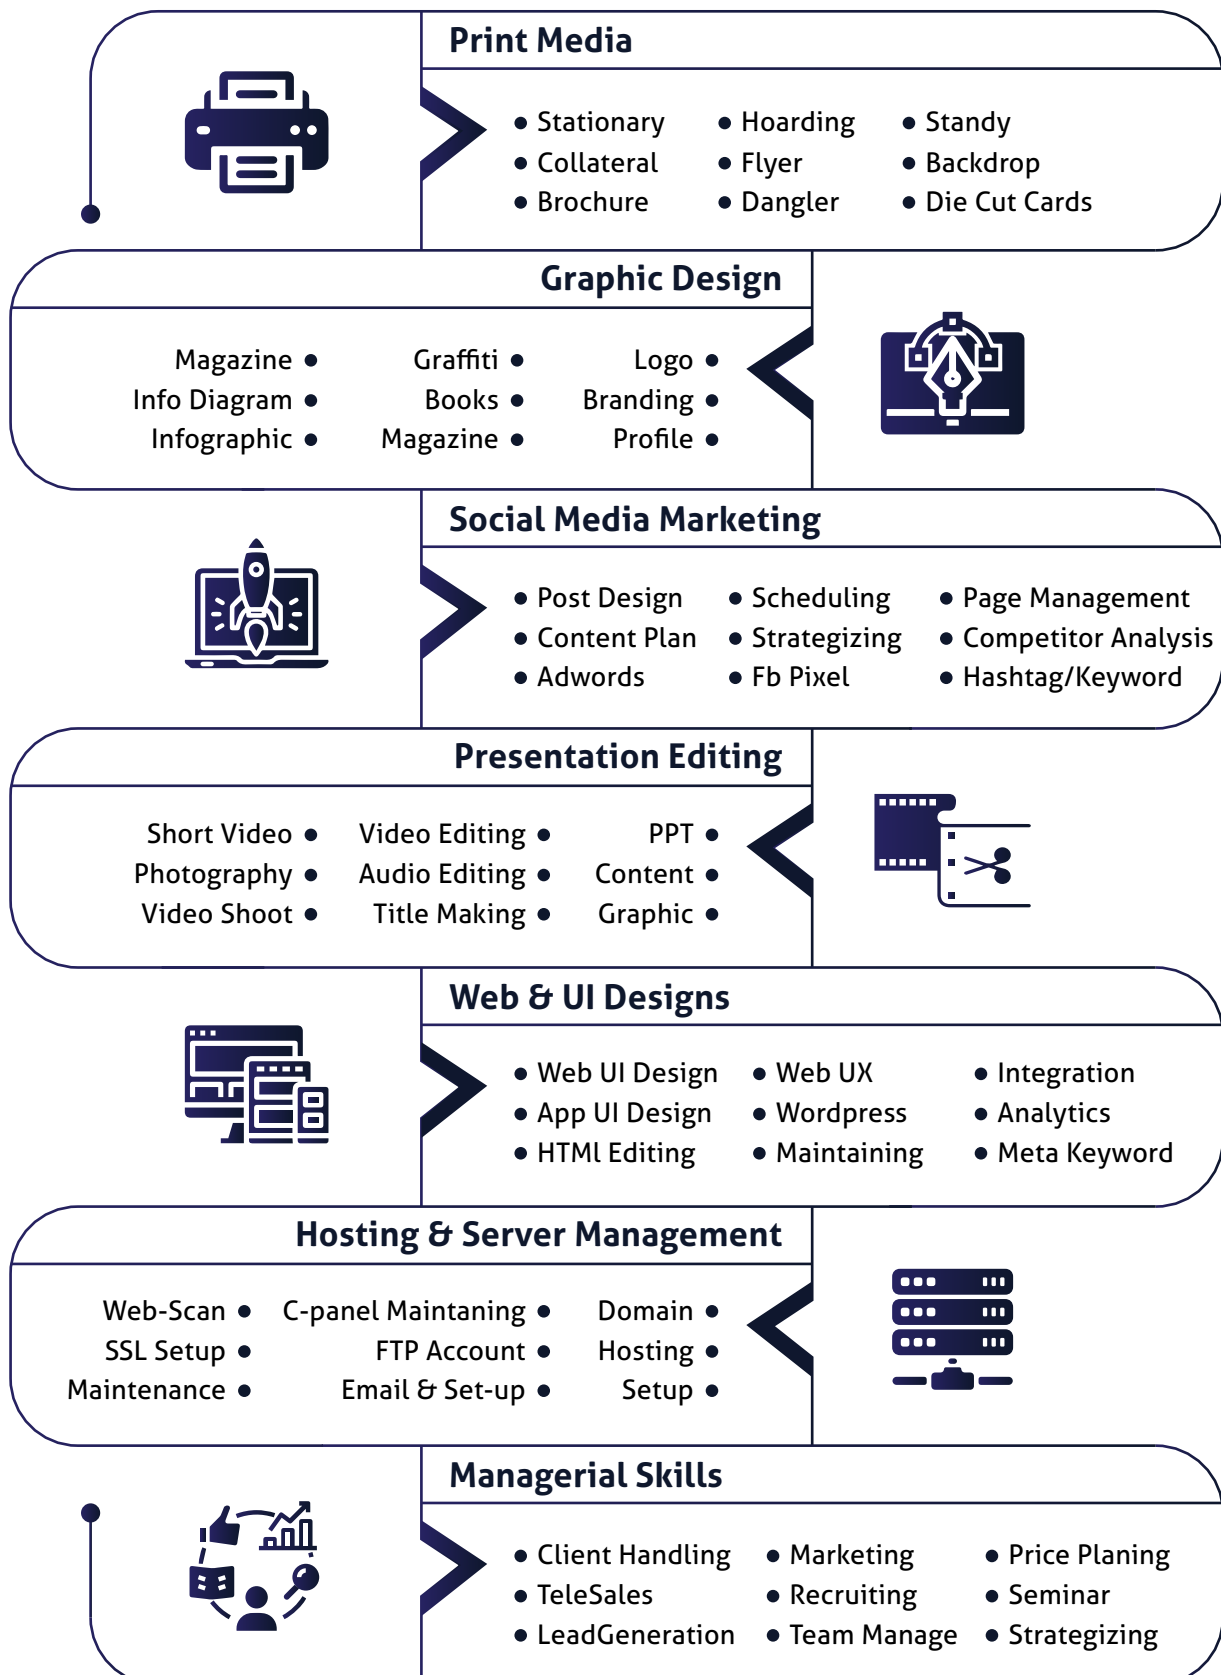 Print Media
• Stationary • Hoarding • Standy
• Collateral • Flyer • Backdrop
• Brochure • Dangler • Die Cut Cards
Graphic Design
Magazine • Graffiti • Logo •
Info Diagram • Books • Branding •
Infographic • Magazine • Profile •
Social Media Marketing
• Post Design • Scheduling • Page Management
• Content Plan • Strategizing • Competitor Analysis
• Adwords • Fb Pixel • Hashtag/Keyword
Presentation Editing
Short Video • Video Editing • PPT •
Photography • Audio Editing • Content •
Video Shoot • Title Making • Graphic •
Web & UI Designs
• Web UI Design • Web UX • Integration
• App UI Design • Wordpress • Analytics
• HTMl Editing • Maintaining • Meta Keyword
Hosting & Server Management
Web-Scan • C-panel Maintaning • Domain •
SSL Setup • FTP Account • Hosting •
Maintenance • Email & Set-up • Setup •
Managerial Skills
• Client Handling • Marketing • Price Planing
• TeleSales • Recruiting • Seminar
• LeadGeneration • Team Manage • Strategizing